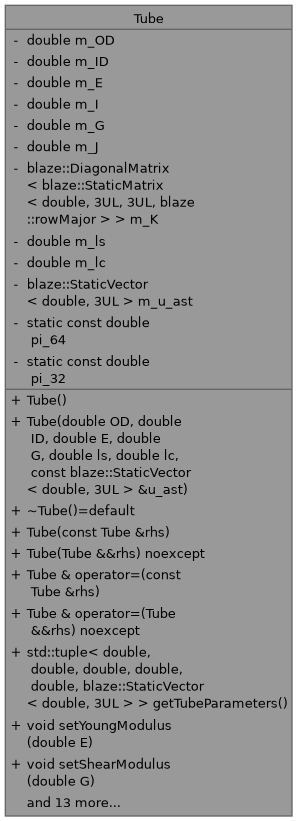 Tube
- double m_OD
- double m_ID
- double m_E
- double m_I
- double m_G
- double m_J
- blaze::DiagonalMatrix
< blaze::StaticMatrix
< double, 3UL, 3UL, blaze
::rowMajor > > m_K
- double m_ls
- double m_lc
- blaze::StaticVector
< double, 3UL > m_u_ast
- static const double
pi_64
- static const double
pi_32
+ Tube()
+ Tube(double OD, double
ID, double E, double
G, double ls, double lc,
const blaze::StaticVector
< double, 3UL > &u_ast)
+ ~Tube()=default
+ Tube(const Tube &rhs)
+ Tube(Tube &&rhs) noexcept
+ Tube & operator=(const
Tube &rhs)
+ Tube & operator=(Tube
&&rhs) noexcept
+ std::tuple< double,
double, double, double,
double, blaze::StaticVector
< double, 3UL > > getTubeParameters()
+ void setYoungModulus
(double E)
+ void setShearModulus
(double G)
and 13 more...